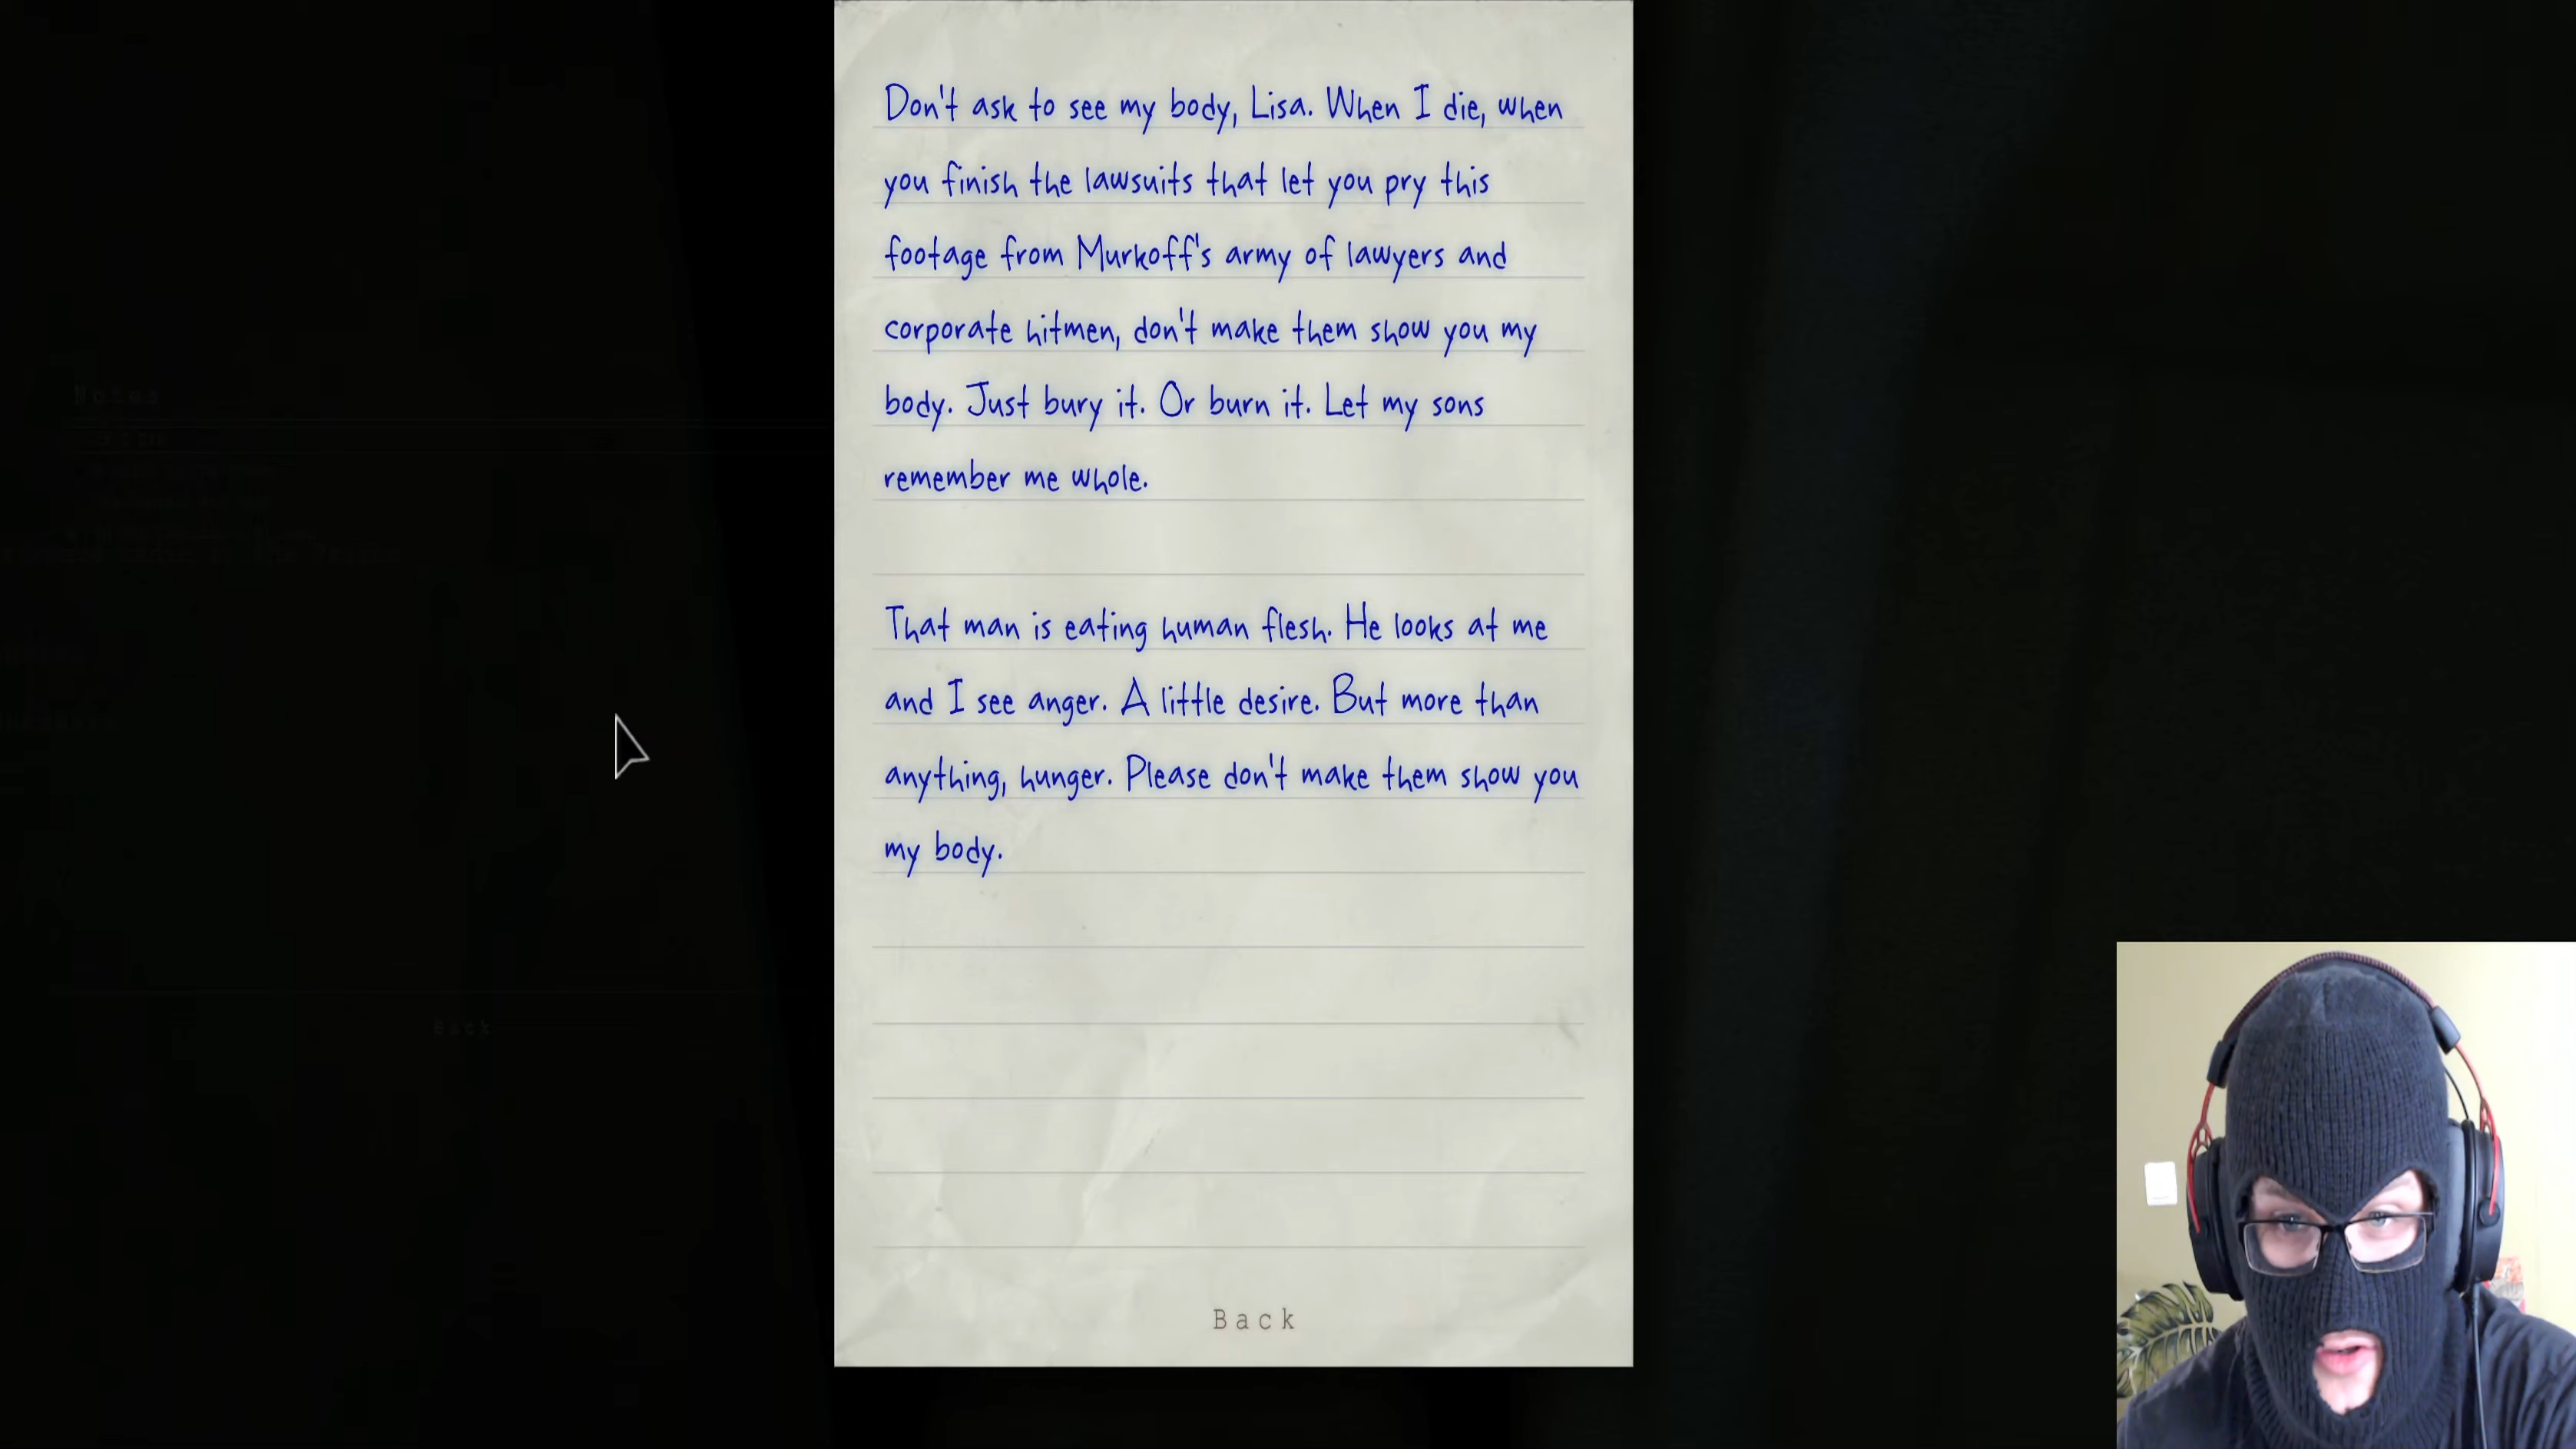 Don't ask to see my body, Lisa. When I die, when
you finish the lawsuits that let you pry this
footage from Murkoff's army of lawyers and
corporate hitmen, don't make them show you my
body. Just bury it. Or burn it. Let my sons
remember me whole.
That man is eating human flesh. He looks at me
and I see anger. A little desire. But more than
anything, hunger. Please don't make them show you
my body.
Back
Notes
Back